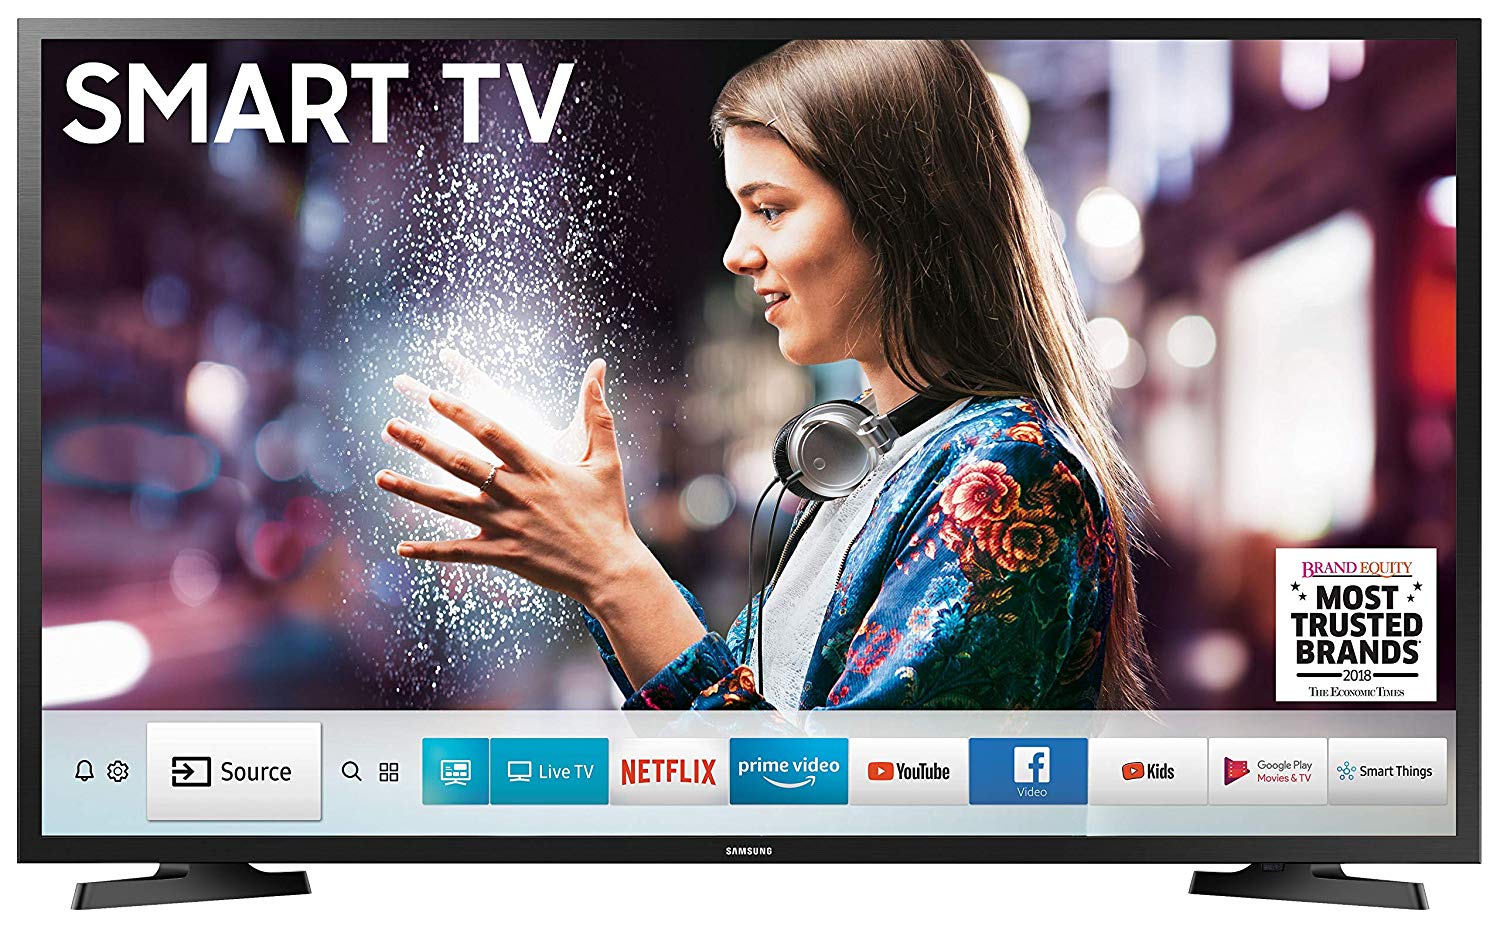 SMART TV
BRAND EQUITY
MOST
TRUSTED
BRANDS
2018
THE ECONOMIC TIMES
Source
Live TV
NETFLIX
prime video
YouTube
f
Video
Kids
Google Play
Movies & TV
Smart Things
SAMSUNG